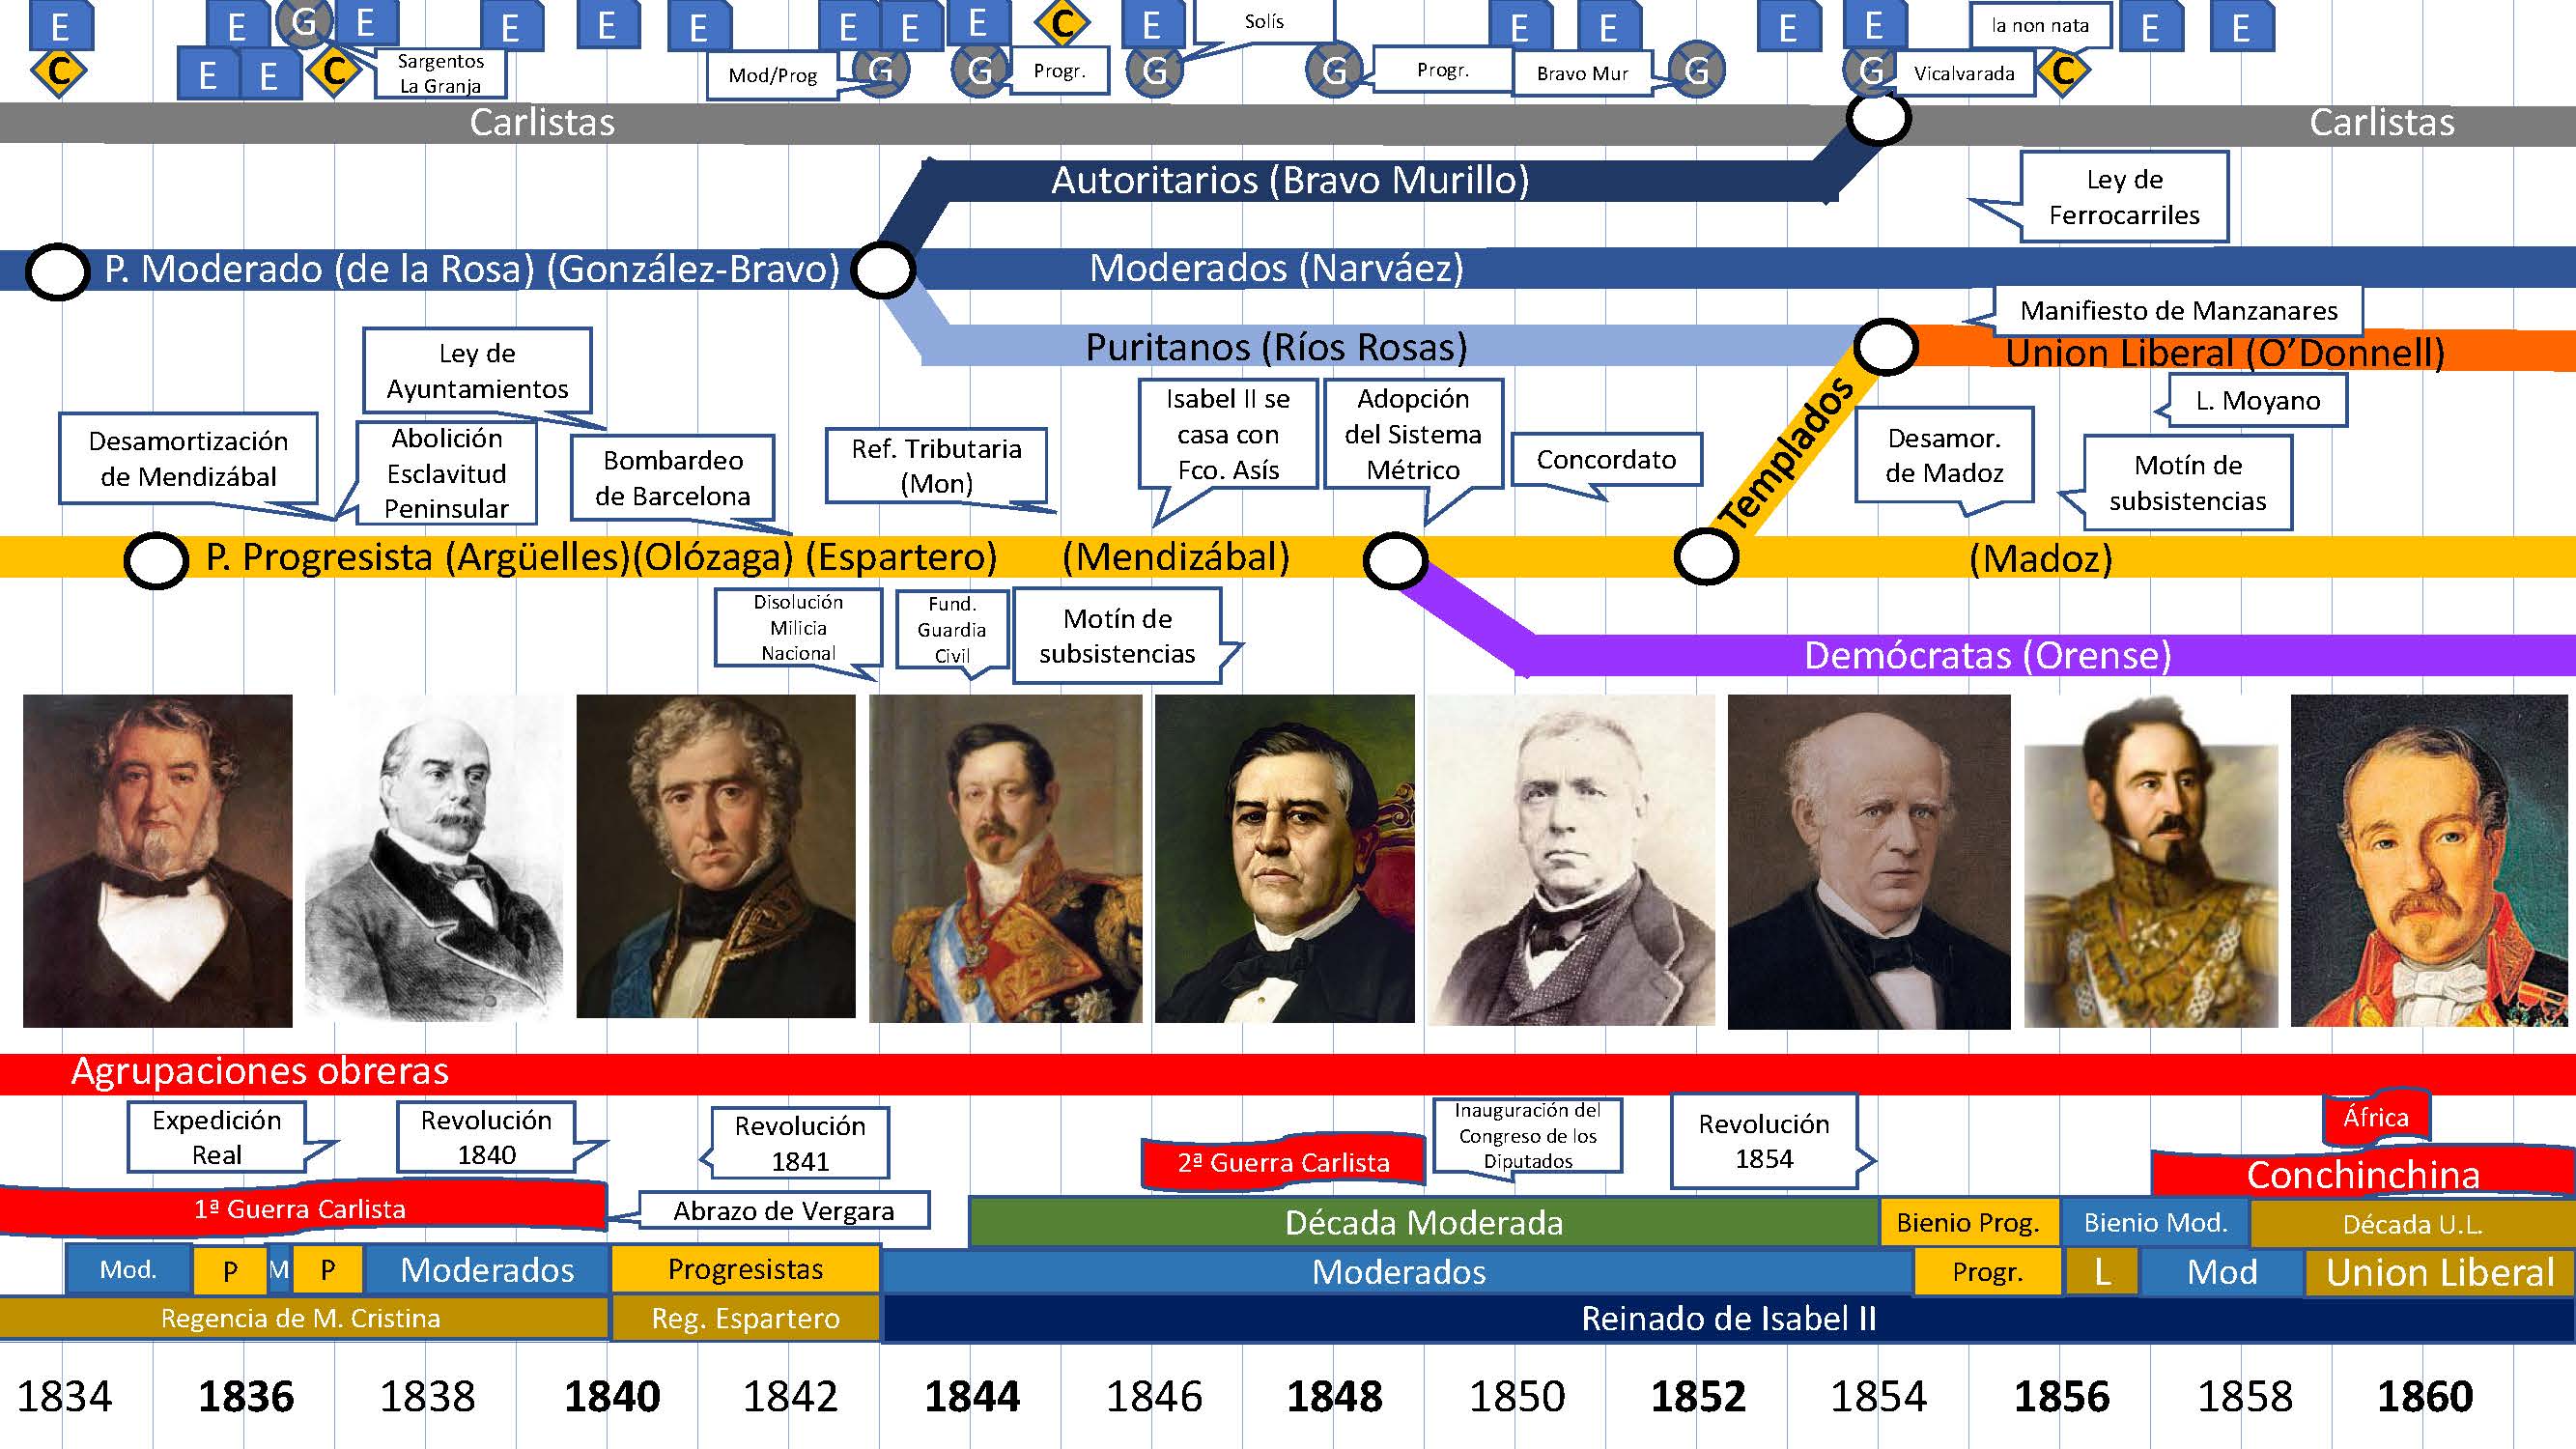 E
E
G
E
E
E
E
E
E
E
C
E
Solís
E
E
E
E
la non nata
E
E
C
E
E
C
Sargentos
La Granja
Mod/Prog
G
G
Progr.
G
G
Progr.
Bravo Mur
G
G
Vicalvarada
C
Carlistas
Carlistas
Autoritarios (Bravo Murillo)
Ley de
Ferrocarriles
P. Moderado (de la Rosa) (González-Bravo)
Moderados (Narváez)
Manifiesto de Manzanares
Puritanos (Ríos Rosas)
Union Liberal (O’Donnell)
Ley de
Ayuntamientos
Desamortización
de Mendizábal
Abolición
Esclavitud
Peninsular
Bombardeo
de Barcelona
Ref. Tributaria
(Mon)
Isabel II se
casa con
Fco. Asís
Adopción
del Sistema
Métrico
Concordato
Templados
Desamor.
de Madoz
L. Moyano
Motín de
subsistencias
P. Progresista (Argüelles)(Olózaga) (Espartero)
(Mendizábal)
(Madoz)
Disolución
Milicia
Nacional
Fund.
Guardia
Civil
Motín de
subsistencias
Demócratas (Orense)
Agrupaciones obreras
Expedición
Real
Revolución
1840
Revolución
1841
2ª Guerra Carlista
Inauguración del
Congreso de los
Diputados
Revolución
1854
África
Conchinchina
1ª Guerra Carlista
Abrazo de Vergara
Década Moderada
Bienio Prog.
Bienio Mod.
Década U.L.
Mod.
P
M
P
Moderados
Progresistas
Moderados
Progr.
L
Mod
Union Liberal
Regencia de M. Cristina
Reg. Espartero
Reinado de Isabel II
1834 1836 1838 1840 1842 1844 1846 1848 1850 1852 1854 1856 1858 1860